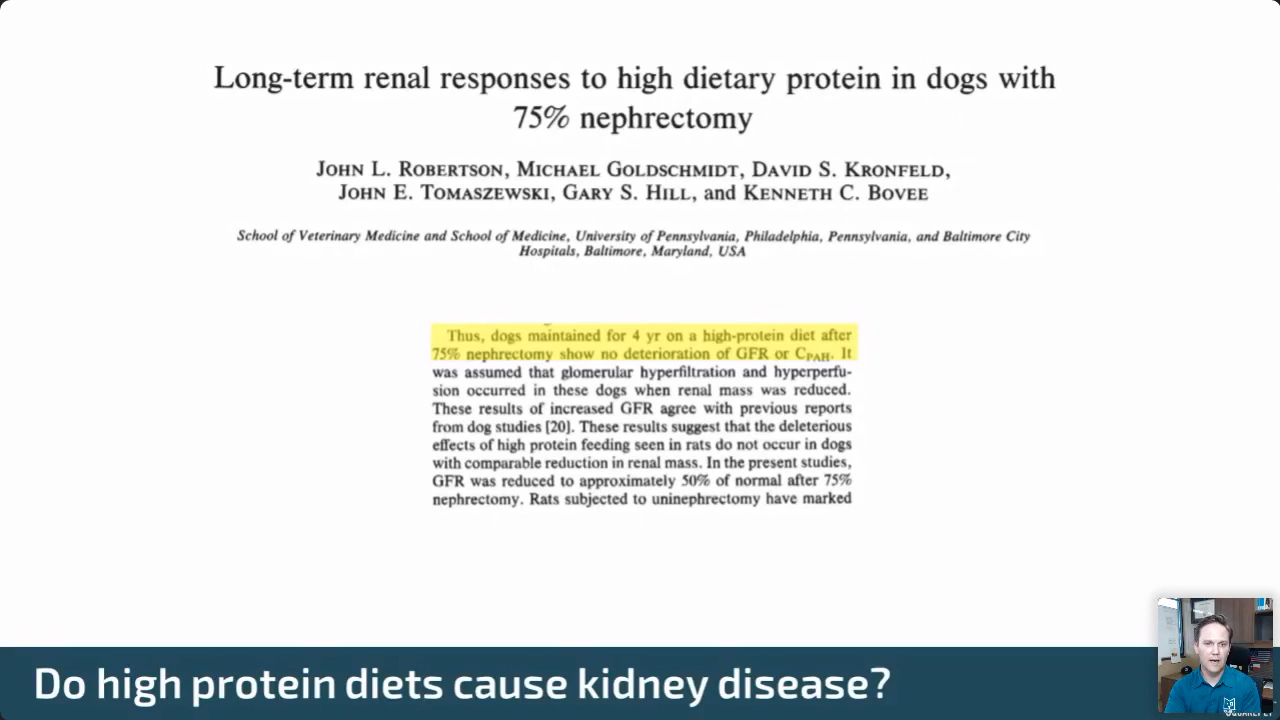 Long-term renal responses to high dietary protein in dogs with
75% nephrectomy
JOHN L. ROBERTSON, MICHAEL GOLDSCHMIDT, DAVID S. KRONFELD,
JOHN E. TOMASZEWSKI, GARY S. HILL, and KENNETH C. BOVEE
School of Veterinary Medicine and School of Medicine, University of Pennsylvania, Philadelphia, Pennsylvania, and Baltimore City
Hospitals, Baltimore, Maryland, USA
Thus, dogs maintained for 4 yr on a high-protein diet after
75% nephrectomy show no deterioration of GFR or CPAH. It
was assumed that glomerular hyperfiltration and hyperperfu-
sion occurred in these dogs when renal mass was reduced.
These results of increased GFR agree with previous reports
from dog studies [20]. These results suggest that the deleterious
effects of high protein feeding seen in rats do not occur in dogs
with comparable reduction in renal mass. In the present studies,
GFR was reduced to approximately 50% of normal after 75%
nephrectomy. Rats subjected to uninephrectomy have marked
Do high protein diets cause kidney disease?